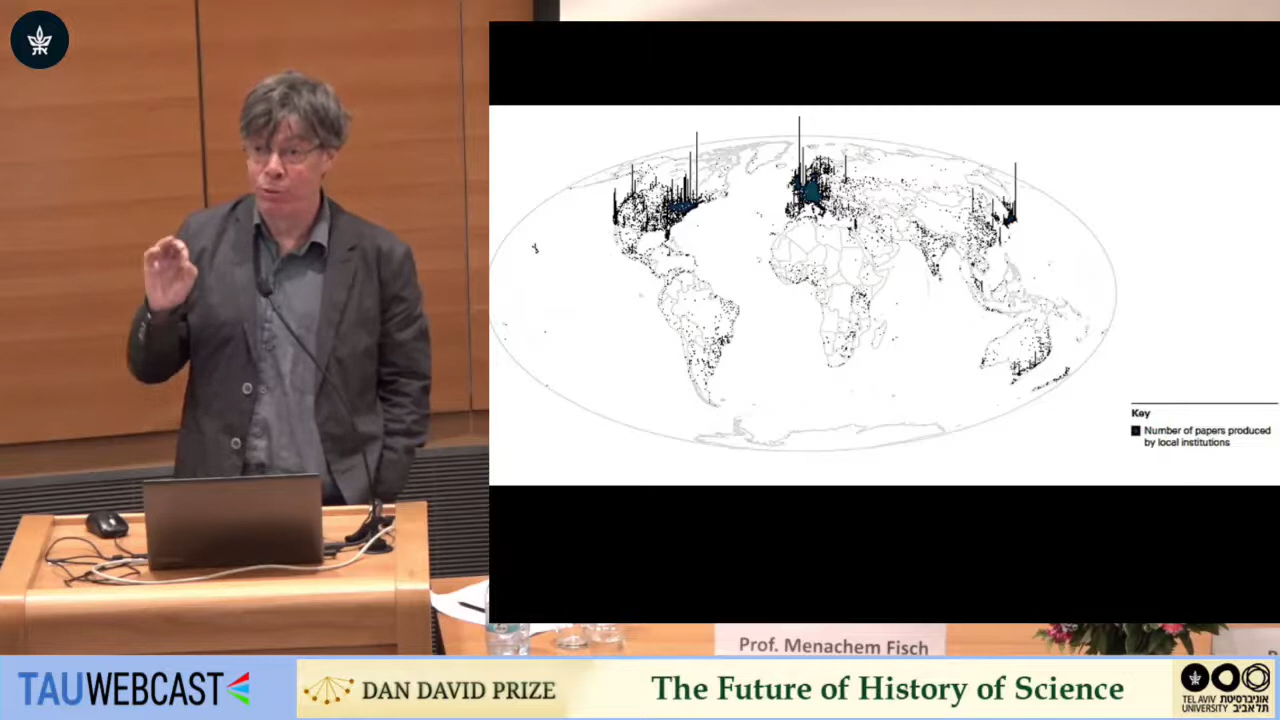 Key
Number of papers produced
by local institutions
Prof. Menachem Fisch
TAUWEBCAST
DAN DAVID PRIZE
The Future of History of Science
TEL AVIV אוניברסיטת
UNIVERSITY תל אביב